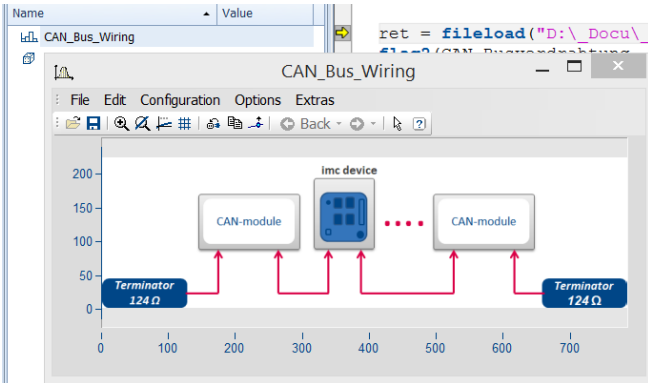 Name
Value
CAN_Bus_Wiring
ret = fileload("D:\_Docu\_
CAN_Bus_Wiring
File Edit Configuration Options Extras
Back
200
150
100
50
0
imc device
CAN-module
CAN-module
Terminator
124 Ω
Terminator
124 Ω
0 100 200 300 400 500 600 700